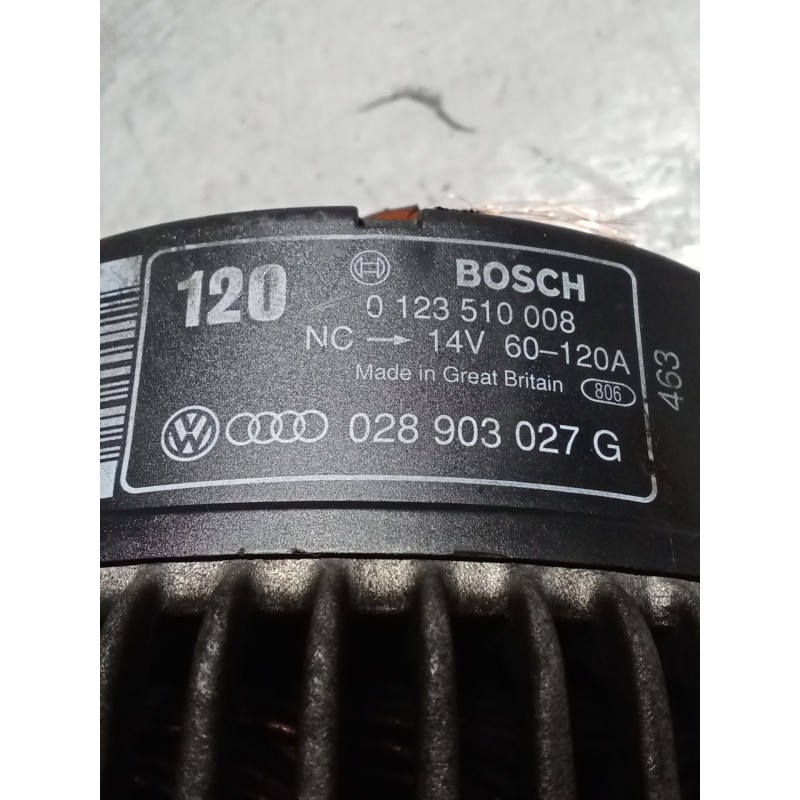 120 BOSCH
0 123 510 008
NC → 14V 60–120A
Made in Great Britain 806
028 903 027 G
463